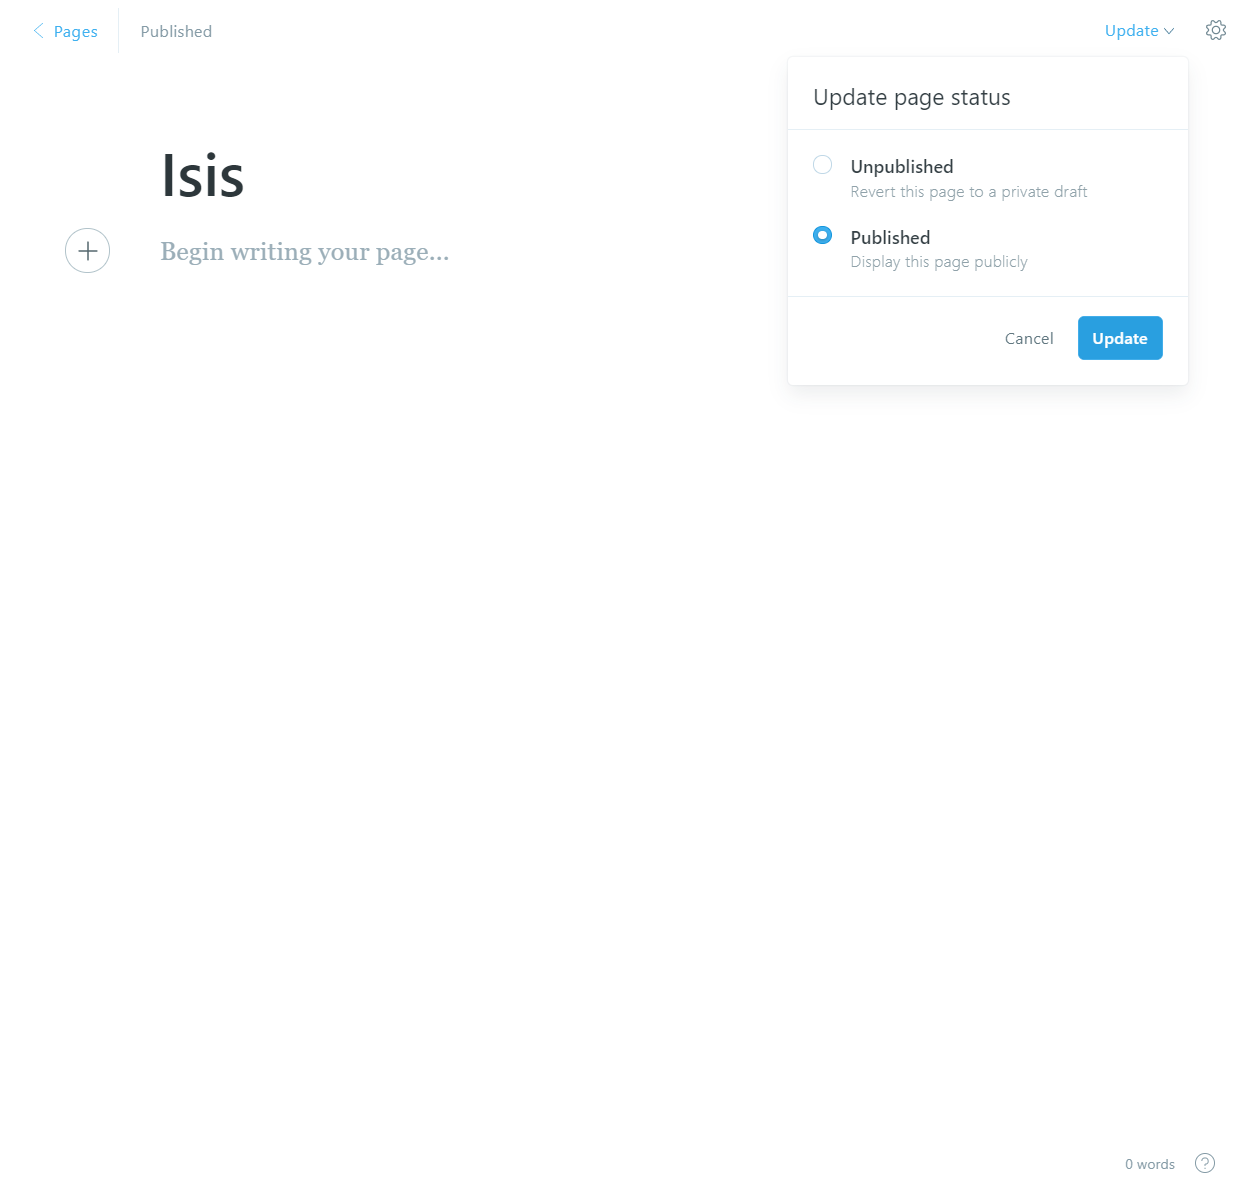 Pages
Published
Update
Update page status
Unpublished
Revert this page to a private draft
Published
Display this page publicly
Cancel
Update
Isis
Begin writing your page...
0 words
?